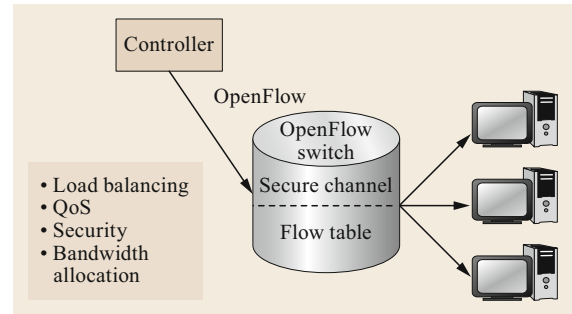 Controller
OpenFlow
OpenFlow
switch
Secure channel
Flow table
• Load balancing
• QoS
• Security
• Bandwidth
allocation